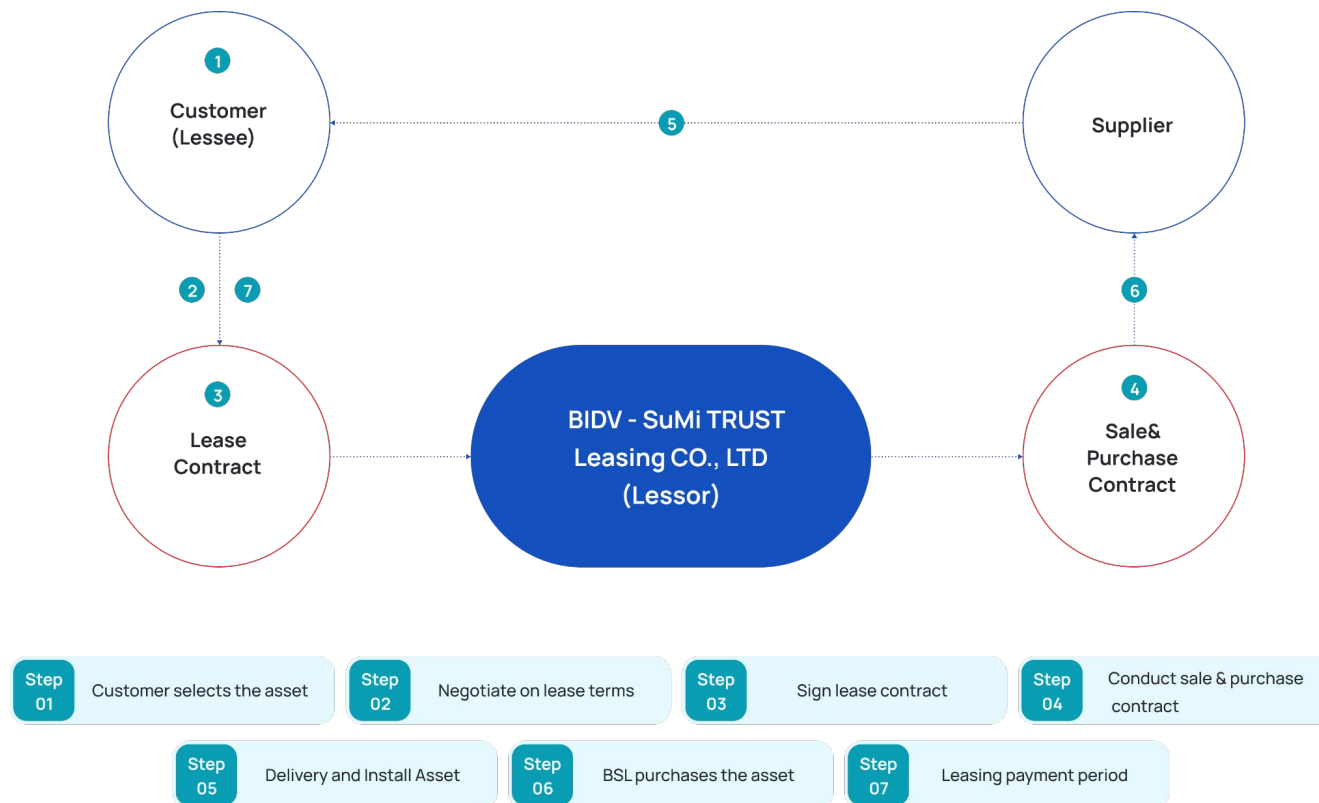 1
Customer
(Lessee)
5
Supplier
2
7
6
3
Lease
Contract
BIDV - SuMi TRUST
Leasing CO., LTD
(Lessor)
4
Sale&
Purchase
Contract
Step
01
Customer selects the asset
Step
02
Negotiate on lease terms
Step
03
Sign lease contract
Step
04
Conduct sale & purchase
contract
Step
05
Delivery and Install Asset
Step
06
BSL purchases the asset
Step
07
Leasing payment period